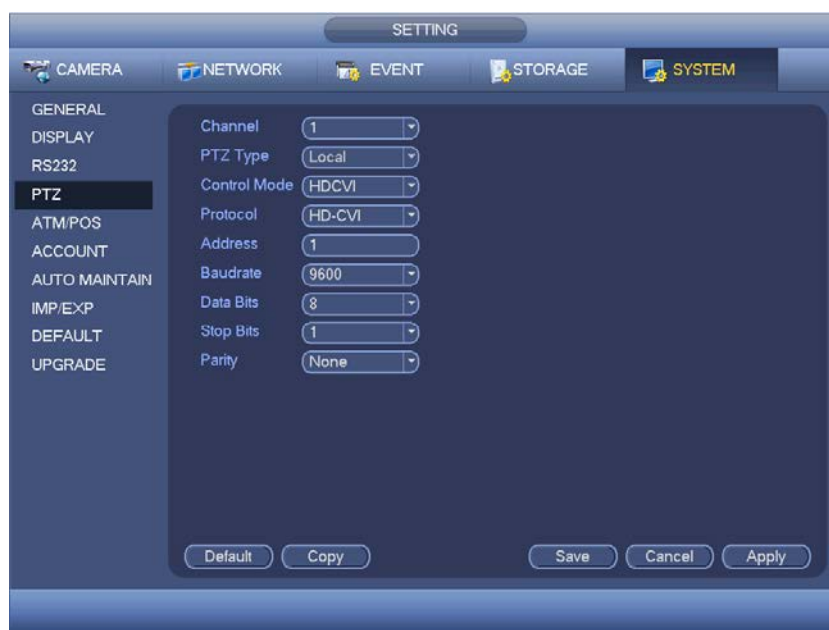 SETTING
CAMERA NETWORK EVENT STORAGE SYSTEM
GENERAL
DISPLAY
RS232
PTZ
ATM/POS
ACCOUNT
AUTO MAINTAIN
IMP/EXP
DEFAULT
UPGRADE
Channel 1
PTZ Type Local
Control Mode HDCVI
Protocol HD-CVI
Address 1
Baudrate 9600
Data Bits 8
Stop Bits 1
Parity None
Default Copy Save Cancel Apply